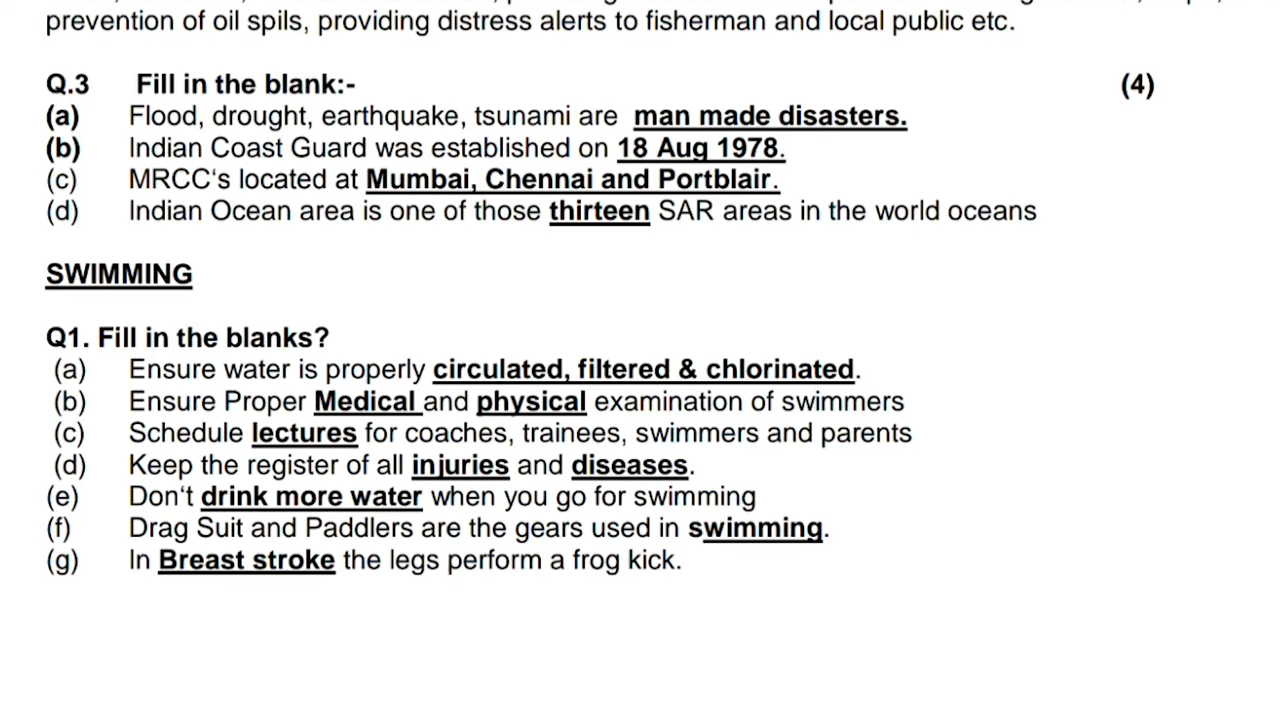 prevention of oil spils, providing distress alerts to fisherman and local public etc.
Q.3 Fill in the blank:- (4)
(a) Flood, drought, earthquake, tsunami are man made disasters.
(b) Indian Coast Guard was established on 18 Aug 1978.
(c) MRCC‘s located at Mumbai, Chennai and Portblair.
(d) Indian Ocean area is one of those thirteen SAR areas in the world oceans
SWIMMING
Q1. Fill in the blanks?
(a) Ensure water is properly circulated, filtered & chlorinated.
(b) Ensure Proper Medical and physical examination of swimmers
(c) Schedule lectures for coaches, trainees, swimmers and parents
(d) Keep the register of all injuries and diseases.
(e) Don‘t drink more water when you go for swimming
(f) Drag Suit and Paddlers are the gears used in swimming.
(g) In Breast stroke the legs perform a frog kick.